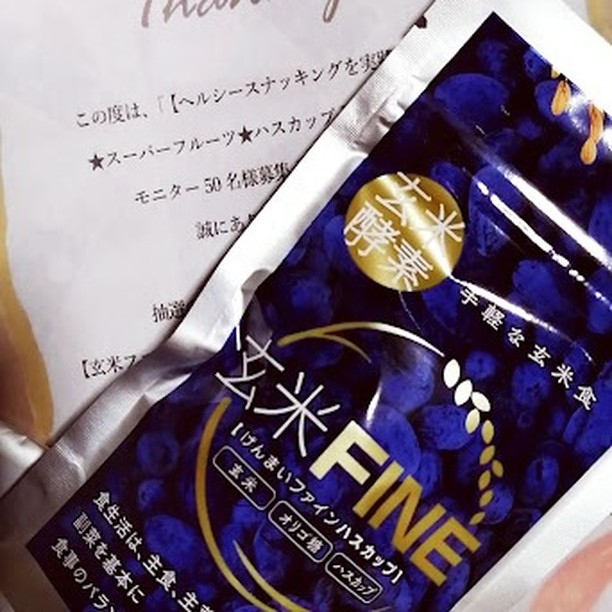 Thank
この度は、「【ヘルシースナッキングを実
★スーパーフルーツ★ハスカップ
モニター50名様募集
誠にあ
抽選
【玄米フ
玄米
酵素
手軽な玄米食
玄米FINE
【げんまいファインハスカップ】
玄米
オリゴ糖
ハスカップ
食生活は、主食、主
副菜を基本に
食事のバラン